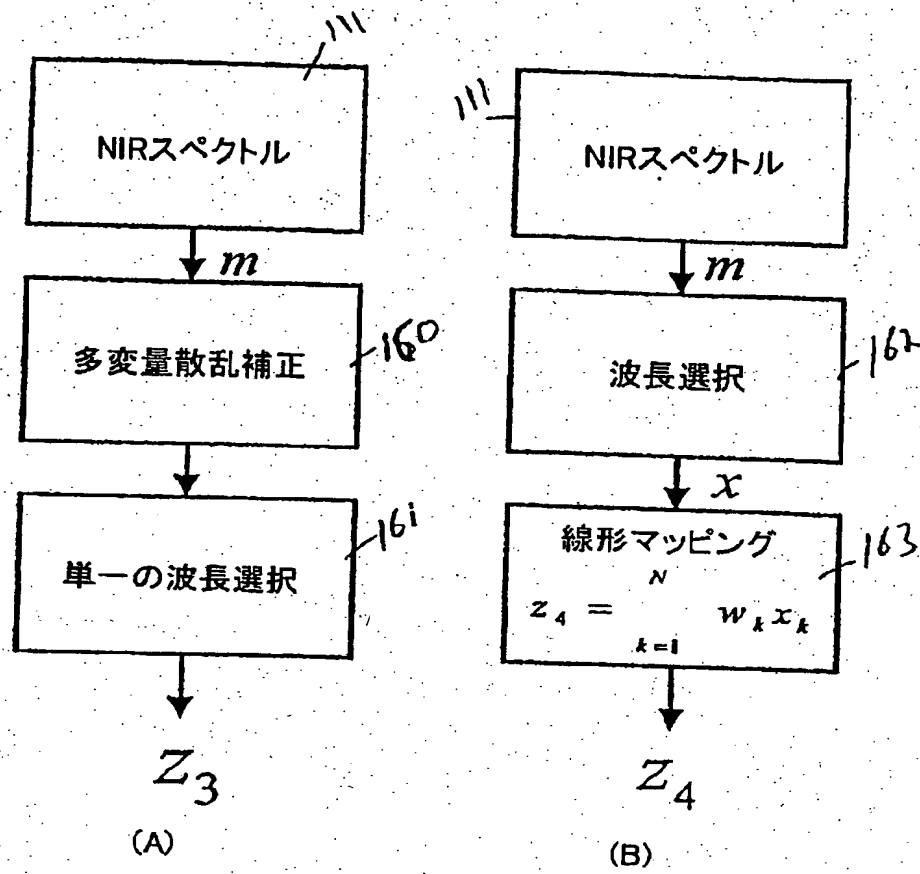 111
NIRスペクトル
m
多変量散乱補正
160
単一の波長選択
161
Z3
(A)
111
NIRスペクトル
m
波長選択
162
x
線形マッピング
N
z4 = wkxk
k=1
163
Z4
(B)